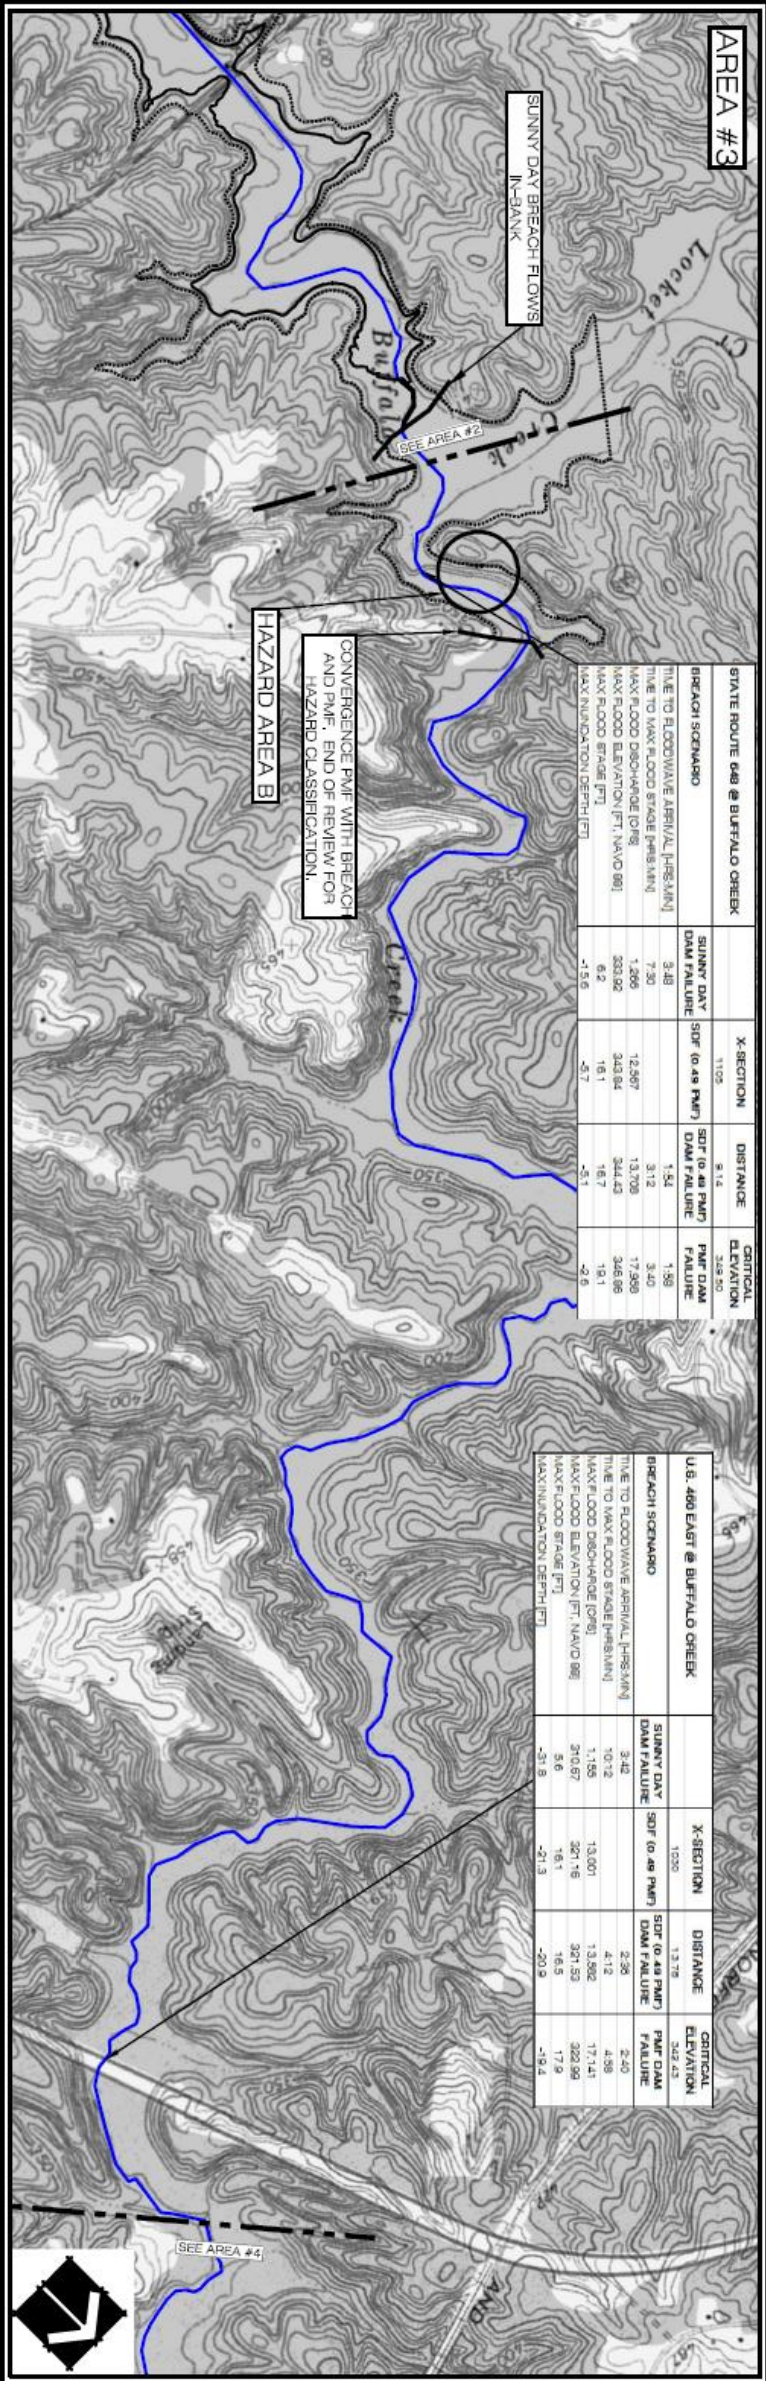 AREA #3
SUNNY DAY BREACH FLOWS
IN-BANK
Locket
Cr
Buffalo
Creek
SEE AREA #2
HAZARD AREA B
CONVERGENCE PMF WITH BREACH
AND PMF. END OF REVIEW FOR
HAZARD CLASSIFICATION.
Creek
STATE ROUTE 648 @ BUFFALO CREEK X-SECTION DISTANCE CRITICAL ELEVATION
1105 9.14 349.50
BREACH SCENARIO SUNNY DAY DAM FAILURE SDF (0.49 PMF) SDF (0.49 PMF) DAM FAILURE PMF DAM FAILURE
TIME TO FLOODWAVE ARRIVAL [HRS:MIN] 3:48 1:54 1:58
TIME TO MAX FLOOD STAGE [HRS:MIN] 7:30 3:12 3:40
MAX FLOOD DISCHARGE [CFS] 1,266 12,567 13,708 17,958
MAX FLOOD ELEVATION [FT, NAVD 88] 333.92 343.84 344.43 346.86
MAX FLOOD STAGE [FT] 6.2 16.1 16.7 19.1
MAX INUNDATION DEPTH [FT] -15.6 -5.7 -5.1 -2.6
U.S. 460 EAST @ BUFFALO CREEK X-SECTION DISTANCE CRITICAL ELEVATION
1030 13.76 342.43
BREACH SCENARIO SUNNY DAY DAM FAILURE SDF (0.49 PMF) SDF (0.49 PMF) DAM FAILURE PMF DAM FAILURE
TIME TO FLOODWAVE ARRIVAL [HRS:MIN] 3:42 2:36 2:40
TIME TO MAX FLOOD STAGE [HRS:MIN] 10:12 4:12 4:58
MAX FLOOD DISCHARGE [CFS] 1,155 13,001 13,582 17,141
MAX FLOOD ELEVATION [FT, NAVD 88] 310.67 321.16 321.53 322.99
MAX FLOOD STAGE [FT] 5.6 16.1 16.5 17.9
MAX INUNDATION DEPTH [FT] -31.8 -21.3 -20.9 -19.4
Landing
Strip
AND
SEE AREA #4